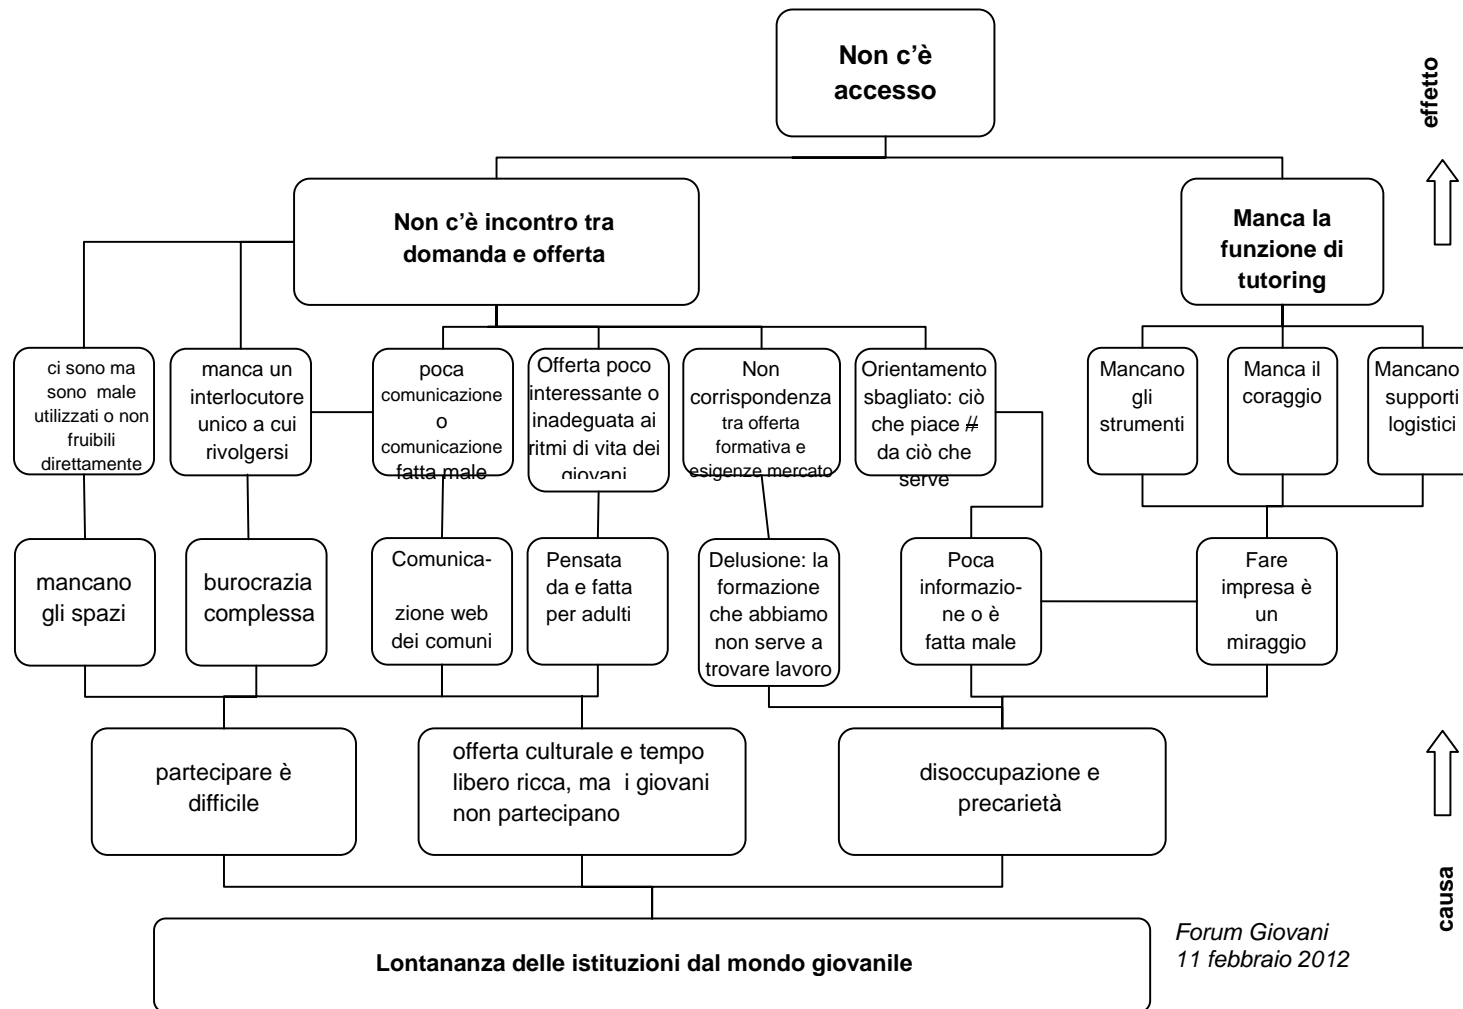 Non c'è
accesso
effetto
Non c'è incontro tra
domanda e offerta
Manca la
funzione di
tutoring
ci sono ma
sono male
utilizzati o non
fruibili
direttamente
manca un
interlocutore
unico a cui
rivolgersi
poca
comunicazione
o
comunicazione
fatta male
Offerta poco
interessante o
inadeguata ai
ritmi di vita dei
giovani
Non
corrispondenza
tra offerta
formativa e
esigenze mercato
Orientamento
sbagliato: ciò
che piace //
da ciò che
serve
Mancano
gli
strumenti
Manca il
coraggio
Mancano
supporti
logistici
mancano
gli spazi
burocrazia
complessa
Comunica-
zione web
dei comuni
Pensata
da e fatta
per adulti
Delusione: la
formazione
che abbiamo
non serve a
trovare lavoro
Poca
informazio-
ne o è
fatta male
Fare
impresa è
un
miraggio
partecipare è
difficile
offerta culturale e tempo
libero ricca, ma i giovani
non partecipano
disoccupazione e
precarietà
causa
Lontananza delle istituzioni dal mondo giovanile
Forum Giovani
11 febbraio 2012